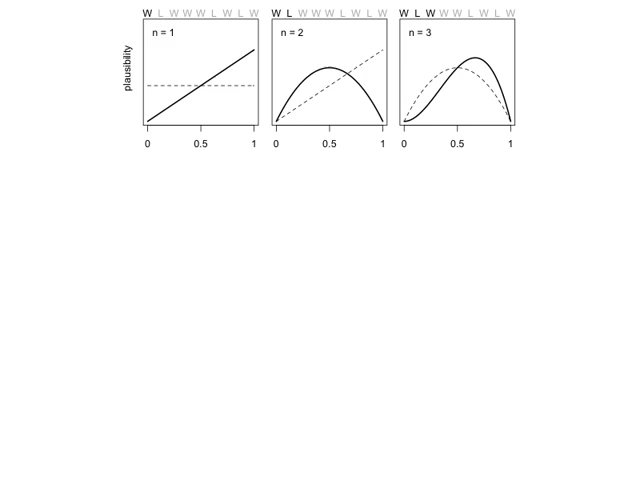 W L W W W L W L W W L W W W L W L W W L W W W L W L W
n = 1 n = 2 n = 3
plausibility
0 0.5 1 0 0.5 1 0 0.5 1